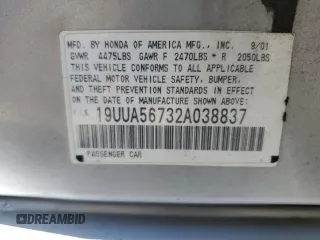 MFD. BY HONDA OF AMERICA MFG., INC. 9/01
GVWR 4475LBS GAWR F 2470LBS * R 2050LBS
THIS VEHICLE CONFORMS TO ALL APPLICABLE
FEDERAL MOTOR VEHICLE SAFETY, BUMPER,
AND THEFT PREVENTION STANDARDS IN EFFECT
ON THE DATE OF MANUFACTURE SHOWN ABOVE.
V.I.N. 19UUA56732A038837
PASSENGER CAR
DREAMBID